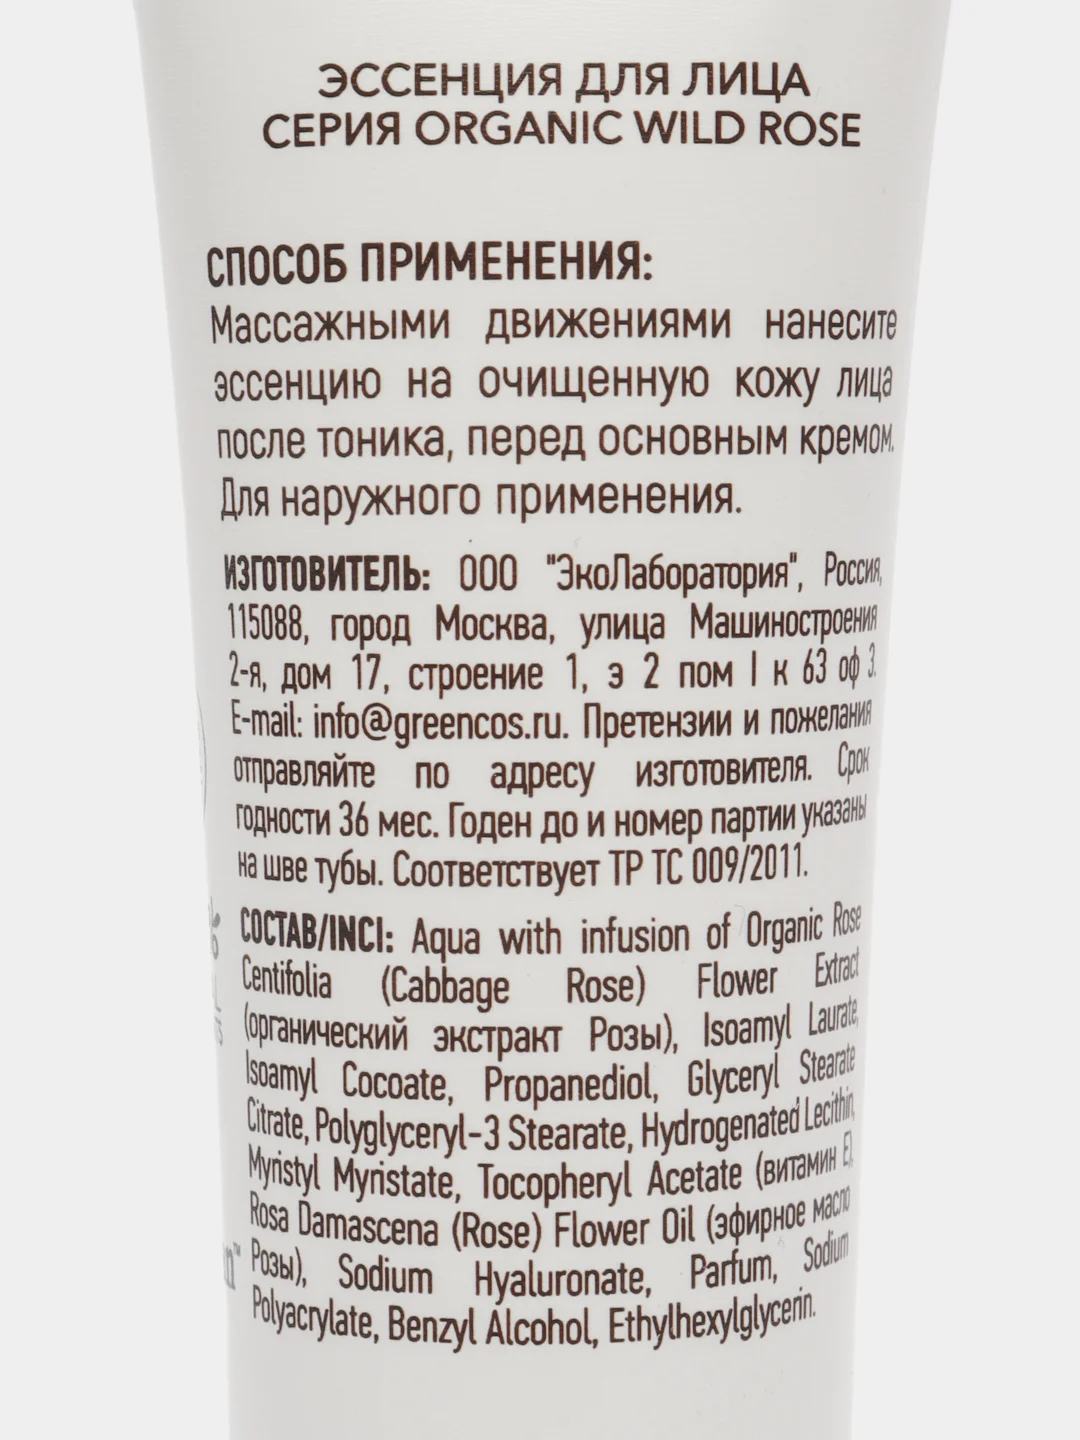 ЭССЕНЦИЯ ДЛЯ ЛИЦА
СЕРИЯ ORGANIC WILD ROSE
СПОСОБ ПРИМЕНЕНИЯ:
Массажными движениями нанесите
эссенцию на очищенную кожу лица
после тоника, перед основным кремом.
Для наружного применения.
ИЗГОТОВИТЕЛЬ: ООО "ЭкоЛаборатория", Россия,
115088, город Москва, улица Машиностроения
2-я, дом 17, строение 1, э 2 пом I к 63 оф 3.
E-mail: info@greencos.ru. Претензии и пожелания
отправляйте по адресу изготовителя. Срок
годности 36 мес. Годен до и номер партии указаны
на шве тубы. Соответствует ТР ТС 009/2011.
СОСТАВ/INCI: Aqua with infusion of Organic Rose
Centifolia (Cabbage Rose) Flower Extract
(органический экстракт Розы), Isoamyl Laurate,
Isoamyl Cocoate, Propanediol, Glyceryl Stearate
Citrate, Polyglyceryl-3 Stearate, Hydrogenated Lecithin,
Myristyl Myristate, Tocopheryl Acetate (витамин Е),
Rosa Damascena (Rose) Flower Oil (эфирное масло
Розы), Sodium Hyaluronate, Parfum, Sodium
Polyacrylate, Benzyl Alcohol, Ethylhexylglycerin.